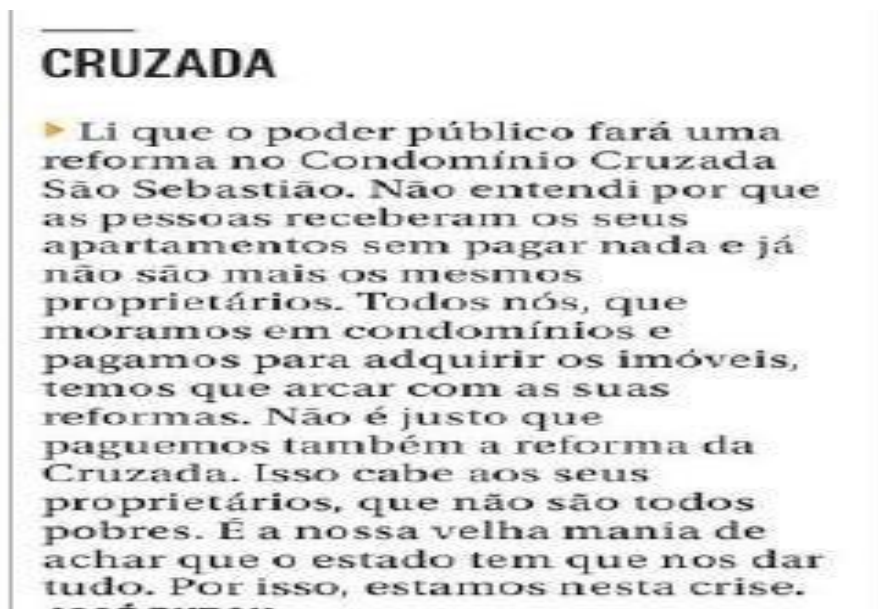 CRUZADA
Li que o poder público fará uma
reforma no Condomínio Cruzada
São Sebastião. Não entendi por que
as pessoas receberam os seus
apartamentos sem pagar nada e já
não são mais os mesmos
proprietários. Todos nós, que
moramos em condomínios e
pagamos para adquirir os imóveis,
temos que arcar com as suas
reformas. Não é justo que
paguemos também a reforma da
Cruzada. Isso cabe aos seus
proprietários, que não são todos
pobres. É a nossa velha mania de
achar que o estado tem que nos dar
tudo. Por isso, estamos nesta crise.